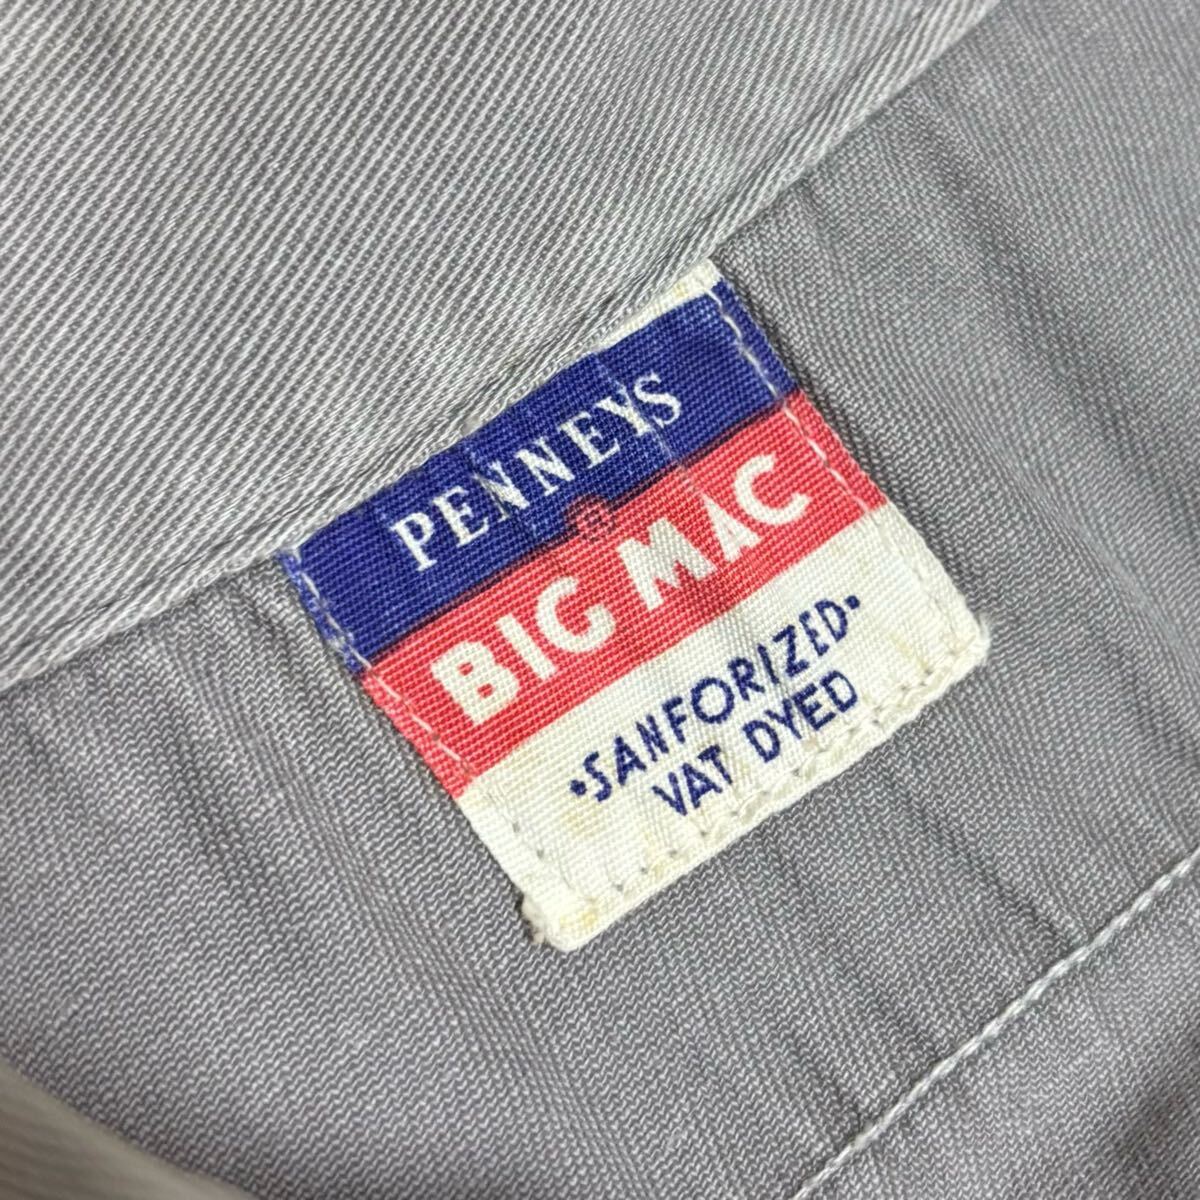 PENNEYS
BIG MAC
•SANFORIZED•
VAT DYED